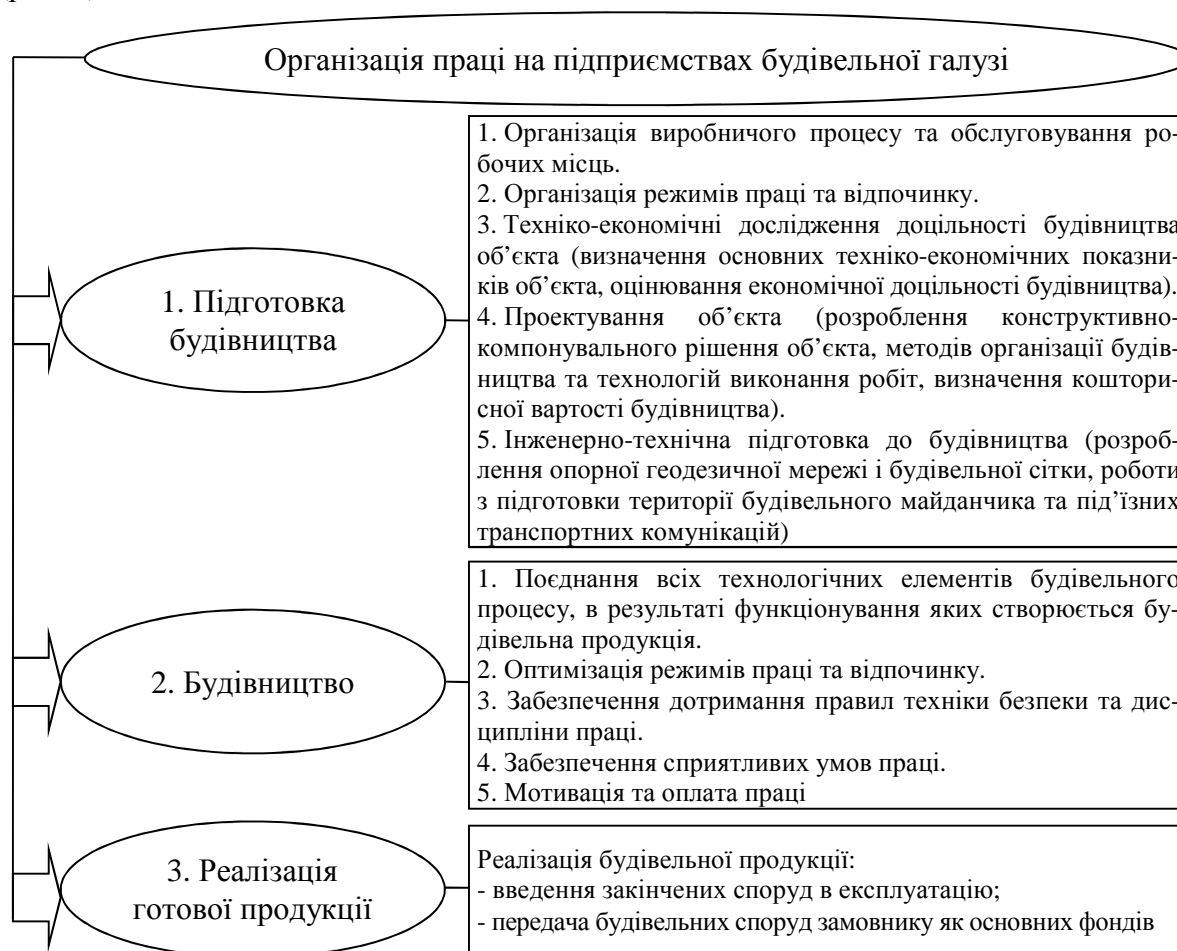 Організація праці на підприємствах будівельної галузі
1. Підготовка
будівництва
1. Організація виробничого процесу та обслуговування ро-
бочих місць.
2. Організація режимів праці та відпочинку.
3. Техніко-економічні дослідження доцільності будівництва
об’єкта (визначення основних техніко-економічних показни-
ків об’єкта, оцінювання економічної доцільності будівництва).
4. Проектування об’єкта (розроблення конструктивно-
компонувального рішення об’єкта, методів організації будів-
ництва та технологій виконання робіт, визначення коштори-
сної вартості будівництва).
5. Інженерно-технічна підготовка до будівництва (розроб-
лення опорної геодезичної мережі і будівельної сітки, роботи
з підготовки території будівельного майданчика та під’їзних
транспортних комунікацій)
2. Будівництво
1. Поєднання всіх технологічних елементів будівельного
процесу, в результаті функціонування яких створюється бу-
дівельна продукція.
2. Оптимізація режимів праці та відпочинку.
3. Забезпечення дотримання правил техніки безпеки та дис-
ципліни праці.
4. Забезпечення сприятливих умов праці.
5. Мотивація та оплата праці
3. Реалізація
готової продукції
Реалізація будівельної продукції:
- введення закінчених споруд в експлуатацію;
- передача будівельних споруд замовнику як основних фондів